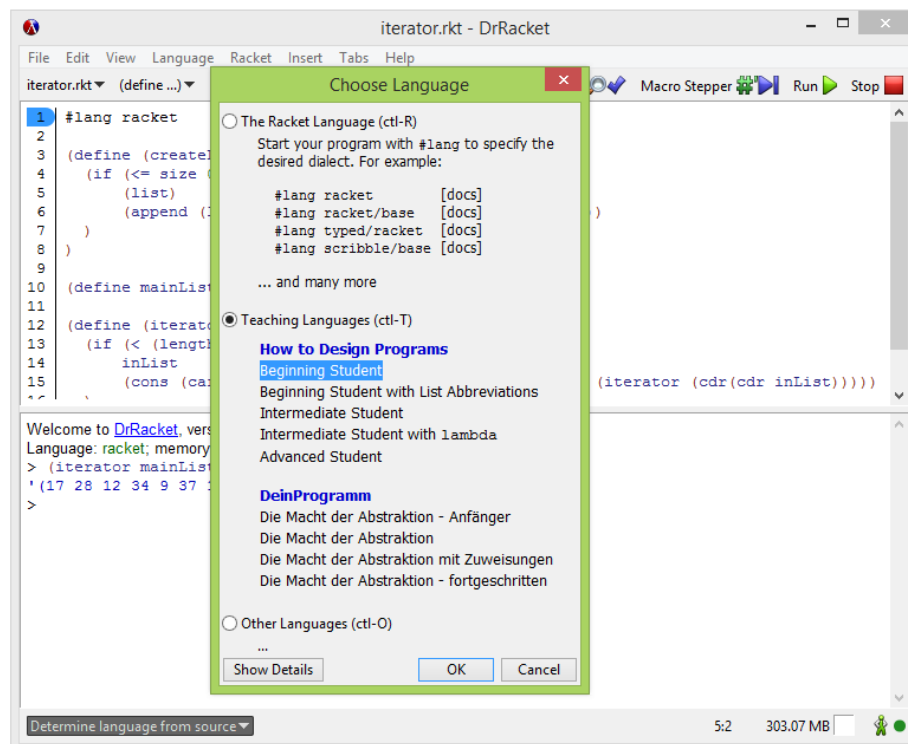 iterator.rkt - DrRacket
File Edit View Language Racket Insert Tabs Help
iterator.rkt (define ...) Macro Stepper Run Stop
Choose Language
1 #lang racket
2
3 (define (createl
4 (if (<= size
5 (list)
6 (append ( )
7 )
8 )
9
10 (define mainList
11
12 (define (iterato
13 (if (< (lengt
14 inList
15 (cons (ca (iterator (cdr(cdr inList)))))
The Racket Language (ctl-R)
Start your program with #lang to specify the
desired dialect. For example:
#lang racket [docs]
#lang racket/base [docs]
#lang typed/racket [docs]
#lang scribble/base [docs]
... and many more
Teaching Languages (ctl-T)
How to Design Programs
Beginning Student
Beginning Student with List Abbreviations
Intermediate Student
Intermediate Student with lambda
Advanced Student
DeinProgramm
Die Macht der Abstraktion - Anfänger
Die Macht der Abstraktion
Die Macht der Abstraktion mit Zuweisungen
Die Macht der Abstraktion - fortgeschritten
Other Languages (ctl-O)
...
Show Details OK Cancel
Welcome to DrRacket, vers
Language: racket; memory
> (iterator mainList
'(17 28 12 34 9 37
>
Determine language from source 5:2 303.07 MB